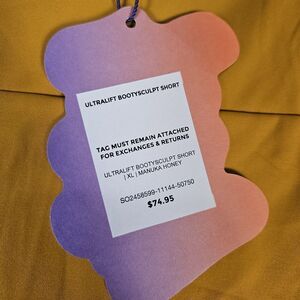 ULTRALIFT BOOTYSCULPT SHORT
TAG MUST REMAIN ATTACHED
FOR EXCHANGES & RETURNS
ULTRALIFT BOOTYSCULPT SHORT
| XL | MANUKA HONEY
SO2458599-11144-50750
$74.95